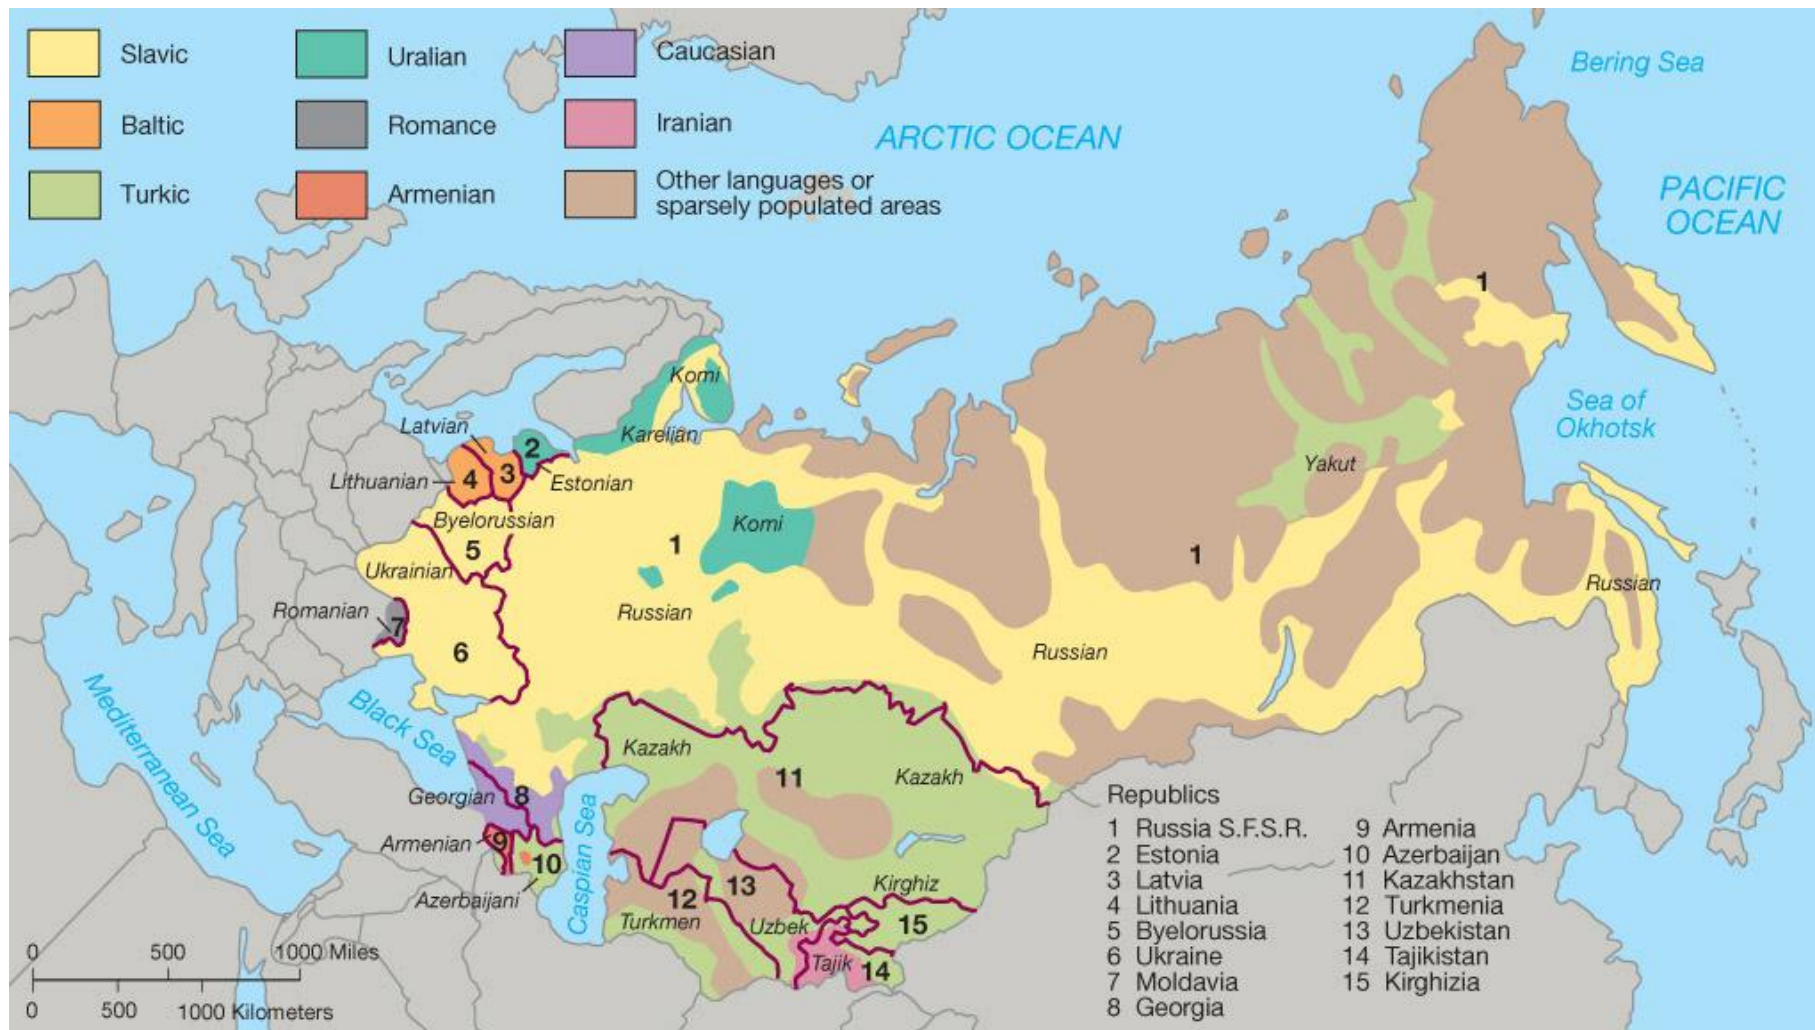 Slavic
Baltic
Turkic
Uralian
Romance
Armenian
Caucasian
Iranian
Other languages or
sparsely populated areas
ARCTIC OCEAN
Bering Sea
PACIFIC
OCEAN
Sea of
Okhotsk
1
Komi
Karelian
Latvian
2
Lithuanian
4
3
Estonian
Yakut
Byelorussian
5
1
Komi
1
Ukrainian
Russian
Romanian
7
6
Russian
Russian
Mediterranean Sea
Black Sea
Kazakh
11
Kazakh
Georgian
8
Armenian
9
10
Azerbaijani
Caspian Sea
Kirghiz
12
13
Turkmen
Uzbek
15
Tajik
14
0 500 1000 Miles
0 500 1000 Kilometers
Republics
1 Russia S.F.S.R.
2 Estonia
3 Latvia
4 Lithuania
5 Byelorussia
6 Ukraine
7 Moldavia
8 Georgia
9 Armenia
10 Azerbaijan
11 Kazakhstan
12 Turkmenia
13 Uzbekistan
14 Tajikistan
15 Kirghizia